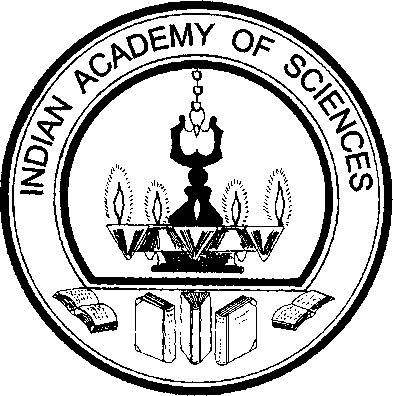 INDIAN ACADEMY OF SCIENCES